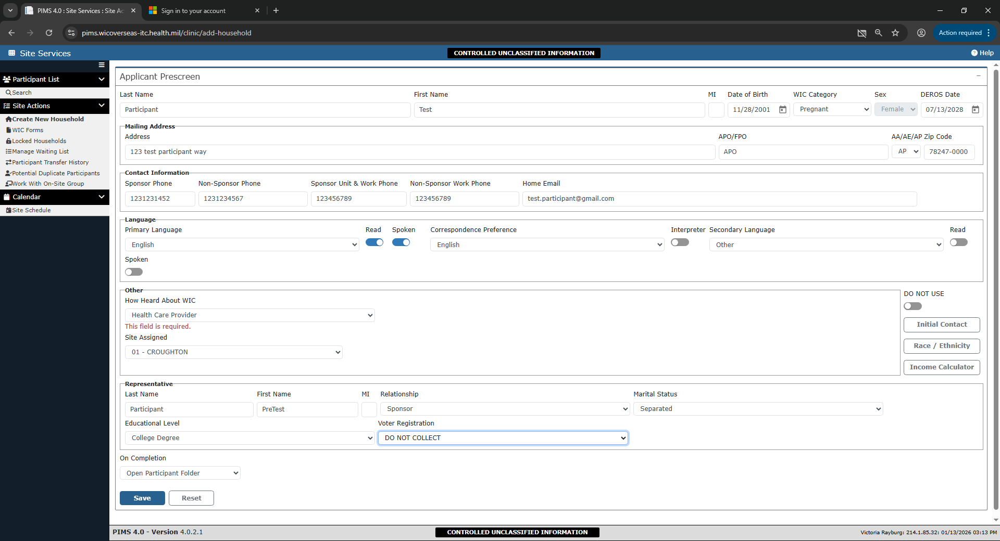 PIMS 4.0 : Site Services : Site Ac
Sign in to your account
pims.wicoverseas-itc.health.mil/clinic/add-household
Action required
Site Services
CONTROLLED UNCLASSIFIED INFORMATION
Help
Participant List
Search
Site Actions
Create New Household
WIC Forms
Locked Households
Manage Waiting List
Participant Transfer History
Potential Duplicate Participants
Work With On-Site Group
Calendar
Site Schedule
Applicant Prescreen
Last Name First Name MI Date of Birth WIC Category Sex DEROS Date
Participant Test 11/28/2001 Pregnant Female 07/13/2028
Mailing Address
Address APO/FPO AA/AE/AP Zip Code
123 test participant way APO AP 78247-0000
Contact Information
Sponsor Phone Non-Sponsor Phone Sponsor Unit & Work Phone Non-Sponsor Work Phone Home Email
1231231452 1231234567 123456789 123456789 test.participant@gmail.com
Language
Primary Language Read Spoken Correspondence Preference Interpreter Secondary Language Read
English English Other
Spoken
Other
How Heard About WIC
Health Care Provider
This field is required.
Site Assigned
01 - CROUGHTON
DO NOT USE
Initial Contact
Race / Ethnicity
Income Calculator
Representative
Last Name First Name MI Relationship Marital Status
Participant PreTest Sponsor Separated
Educational Level Voter Registration
College Degree DO NOT COLLECT
On Completion
Open Participant Folder
Save Reset
PIMS 4.0 - Version 4.0.2.1
CONTROLLED UNCLASSIFIED INFORMATION
Victoria Rayburg: 214.1.85.32: 01/13/2026 03:13 PM